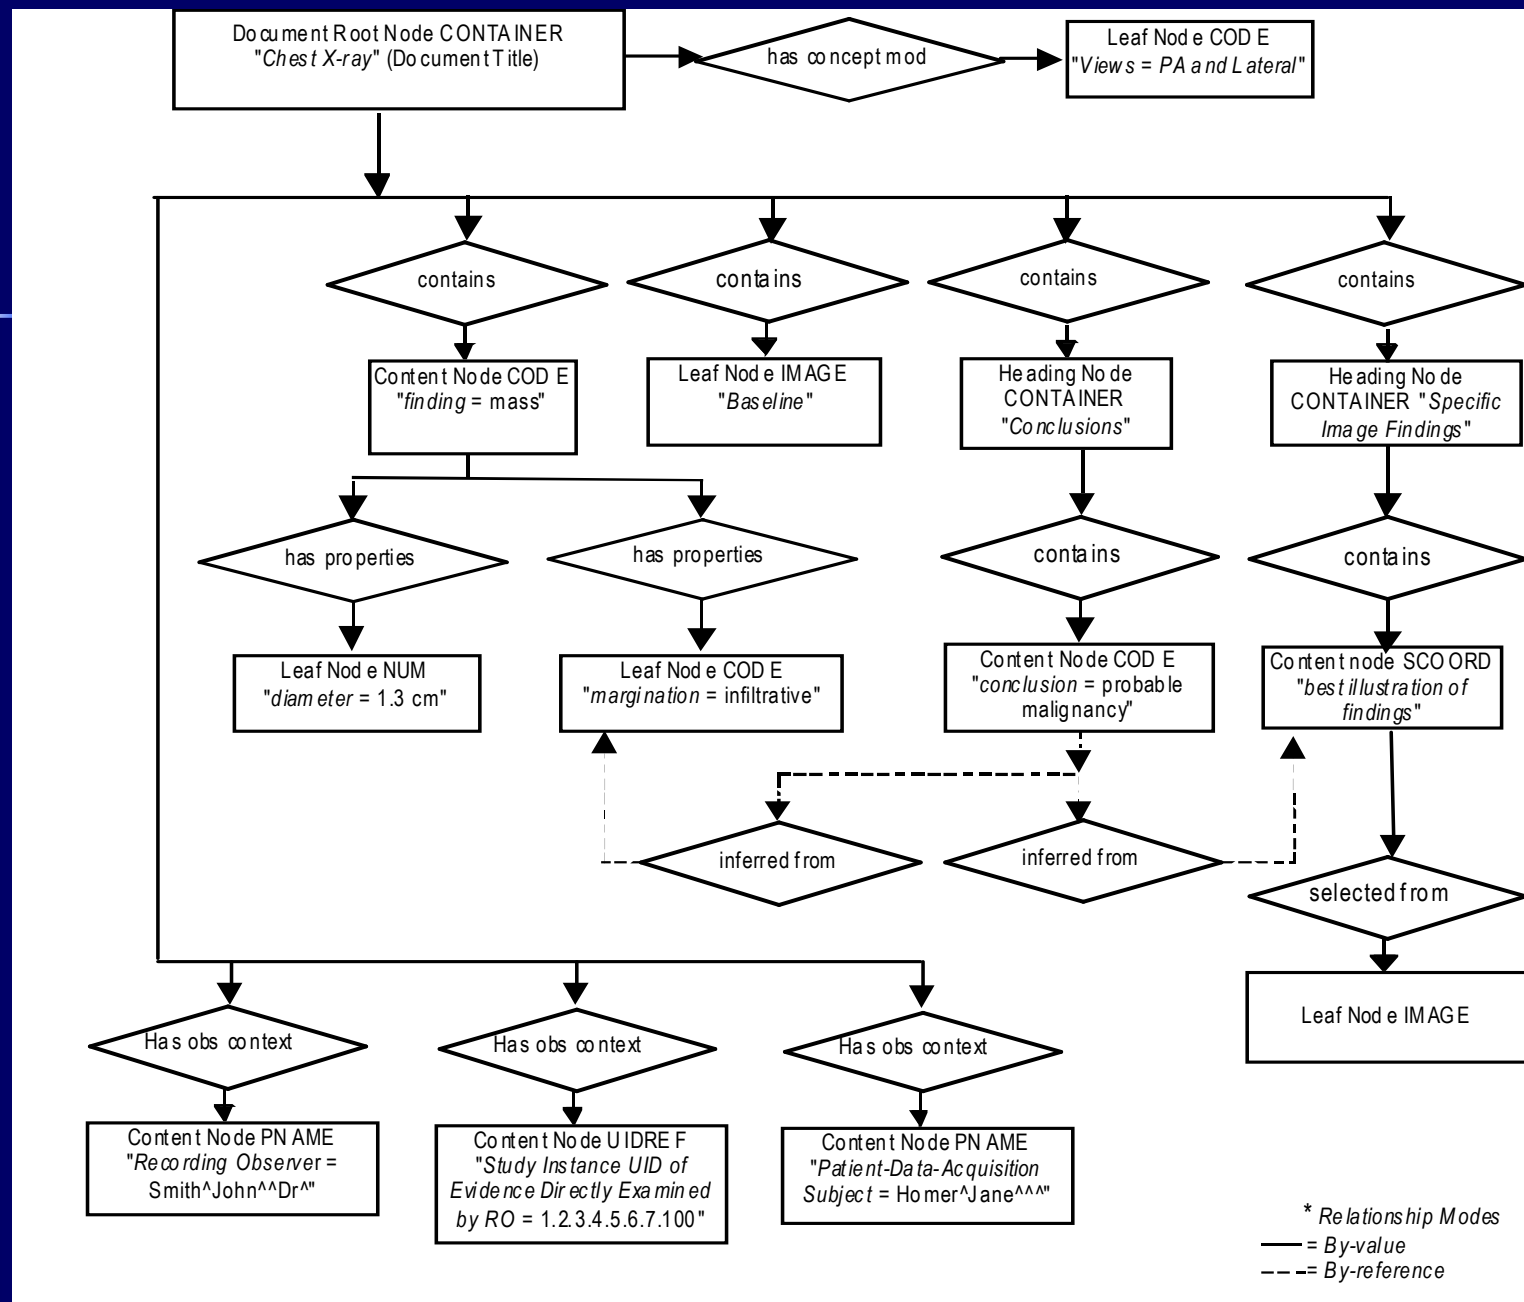 Document Root Node CONTAINER
"Chest X-ray" (Document Title)
has concept mod
Leaf Node CODE
"Views = PA and Lateral"
contains
contains
contains
contains
Content Node CODE
"finding = mass"
Leaf Node IMAGE
"Baseline"
Heading Node
CONTAINER
"Conclusions"
Heading Node
CONTAINER "Specific
Image Findings"
has properties
has properties
contains
contains
Leaf Node NUM
"diameter = 1.3 cm"
Leaf Node CODE
"margination = infiltrative"
Content Node CODE
"conclusion = probable
malignancy"
Content node SCOORD
"best illustration of
findings"
inferred from
inferred from
selected from
Leaf Node IMAGE
Has obs context
Has obs context
Has obs context
Content Node PNAME
"Recording Observer =
Smith^John^^Dr^"
Content Node UIDREF
"Study Instance UID of
Evidence Directly Examined
by RO = 1.2.3.4.5.6.7.100"
Content Node PNAME
"Patient-Data-Acquisition
Subject = Homer^Jane^^^"
* Relationship Modes
= By-value
= By-reference